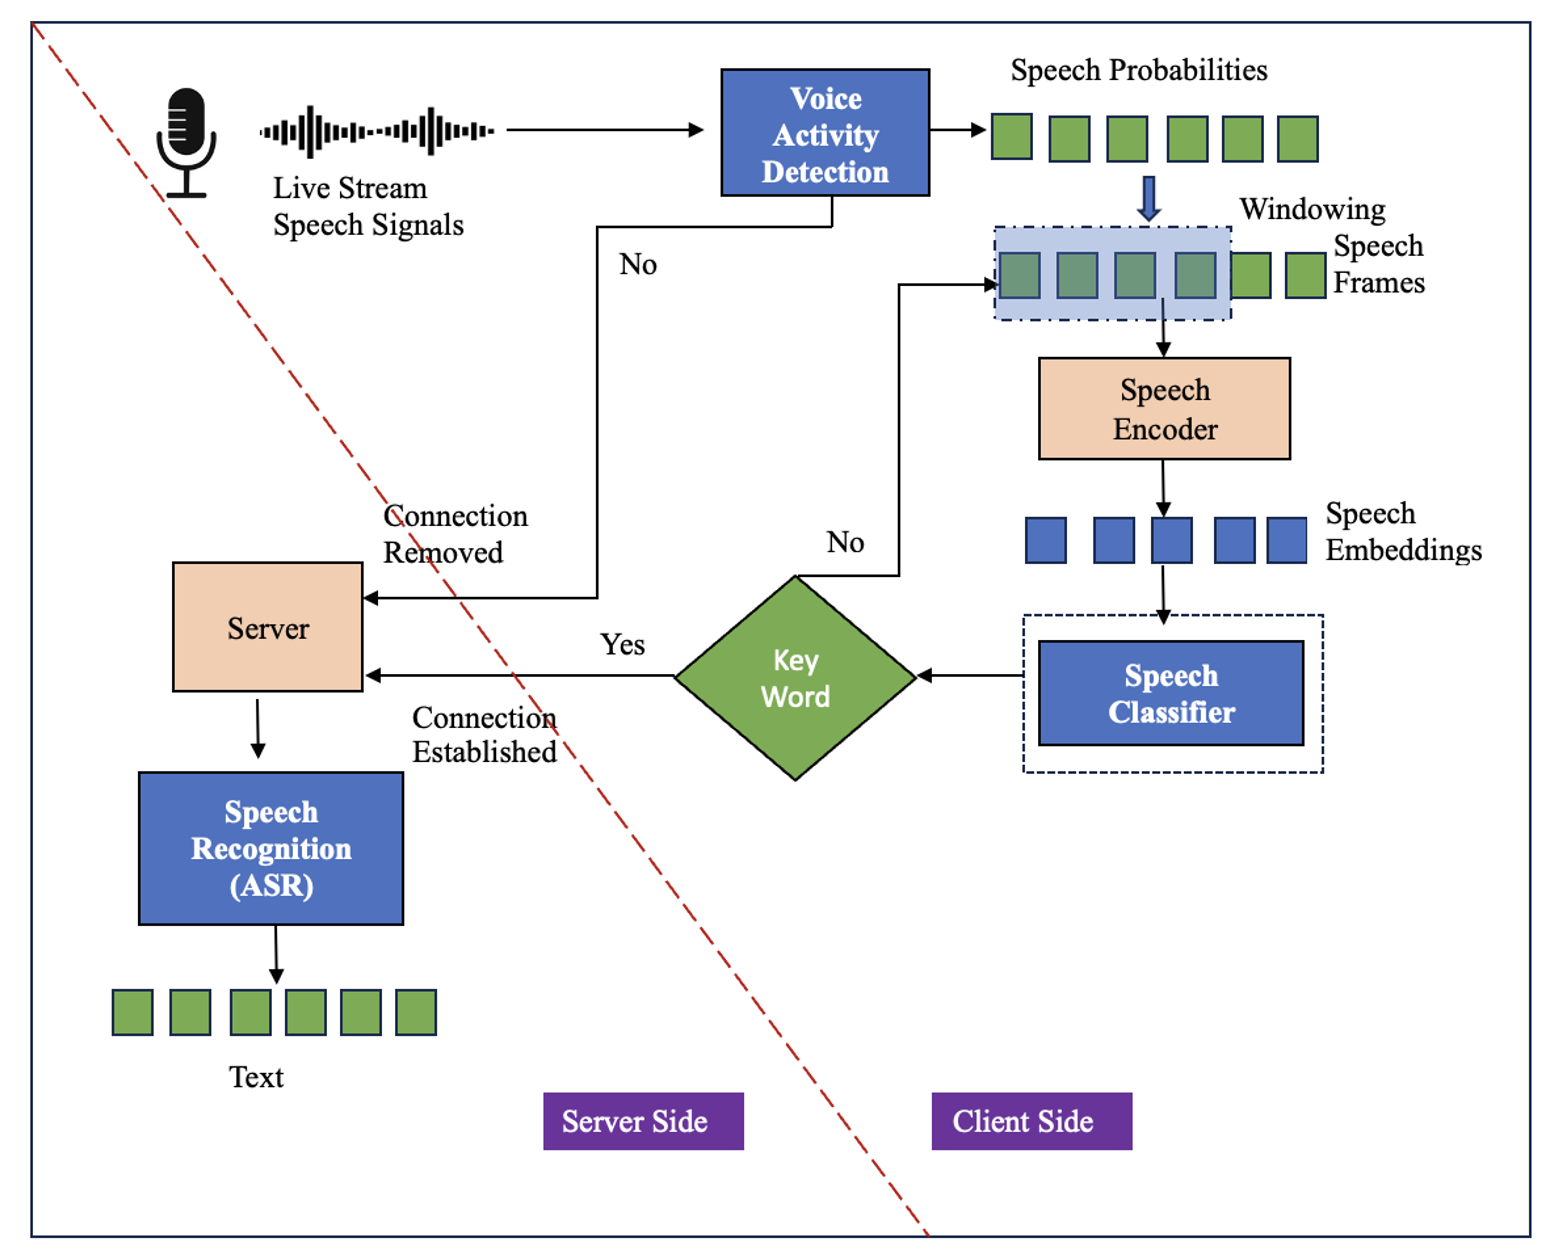 Speech Probabilities
Voice
Activity
Detection
Live Stream
Speech Signals
Windowing
Speech
Frames
No
Speech
Encoder
Connection
Removed
No
Speech
Embeddings
Server
Yes
Key
Word
Speech
Classifier
Connection
Established
Speech
Recognition
(ASR)
Text
Server Side
Client Side